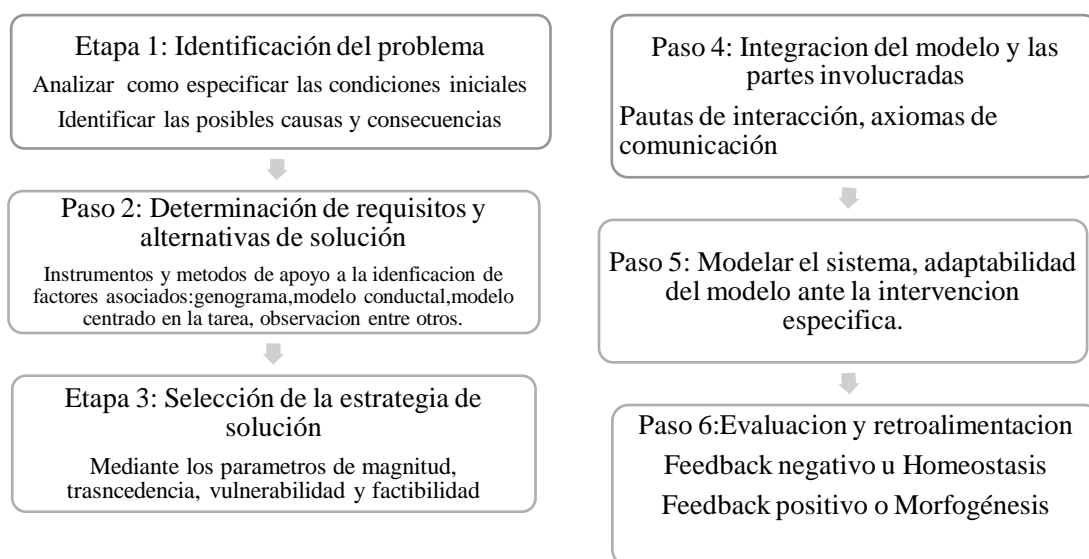 Etapa 1: Identificación del problema
Analizar como especificar las condiciones iniciales
Identificar las posibles causas y consecuencias
Paso 2: Determinación de requisitos y
alternativas de solución
Instrumentos y metodos de apoyo a la idenficacion de
factores asociados:genograma,modelo conductal,modelo
centrado en la tarea, observacion entre otros.
Etapa 3: Selección de la estrategia de
solución
Mediante los parametros de magnitud,
trasncedencia, vulnerabilidad y factibilidad
Paso 4: Integracion del modelo y las
partes involucradas
Pautas de interacción, axiomas de
comunicación
Paso 5: Modelar el sistema, adaptabilidad
del modelo ante la intervencion
especifica.
Paso 6:Evaluacion y retroalimentacion
Feedback negativo u Homeostasis
Feedback positivo o Morfogénesis